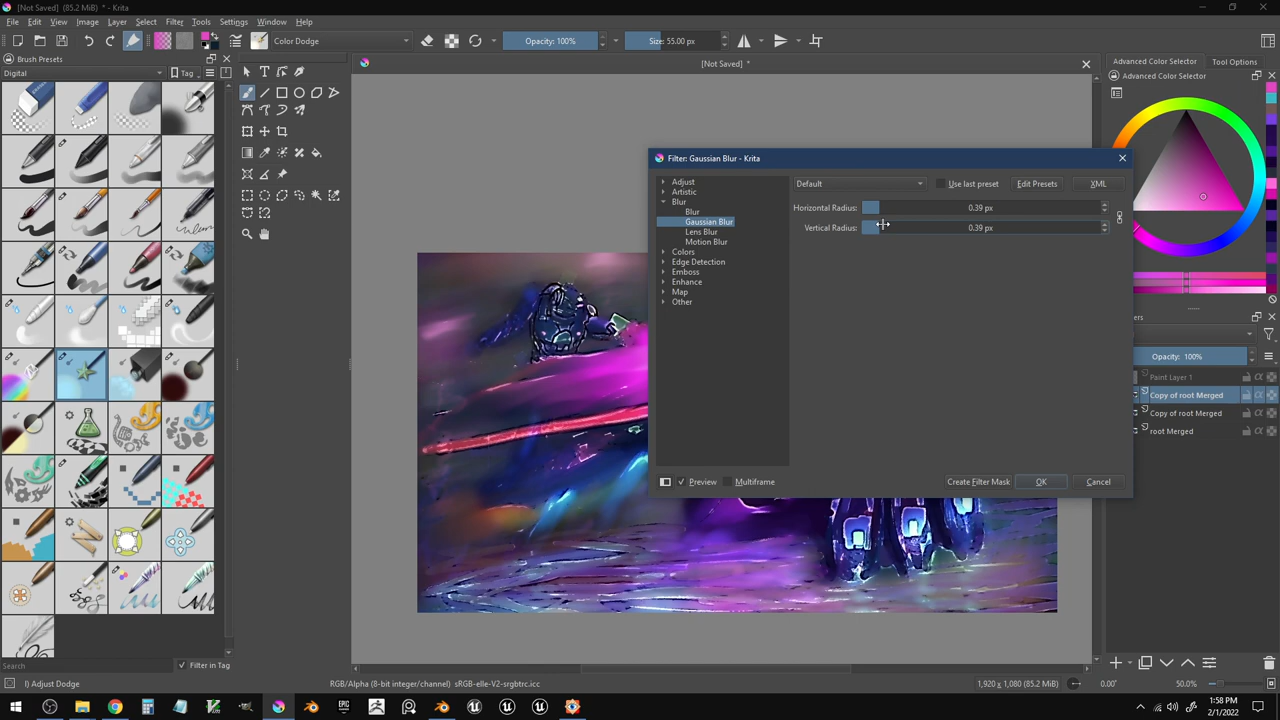 [Not Saved] (85.2 MiB) * - Krita
File Edit View Image Layer Select Filter Tools Settings Window Help
Color Dodge
Opacity: 100%
Size: 55.00 px
Brush Presets
Digital
Tag
[Not Saved] *
Advanced Color Selector
Tool Options
Advanced Color Selector
Filter: Gaussian Blur - Krita
Adjust
Artistic
Blur
Blur
Gaussian Blur
Lens Blur
Motion Blur
Colors
Edge Detection
Emboss
Enhance
Map
Other
Default
Use last preset
Edit Presets
XML
Horizontal Radius: 0.39 px
Vertical Radius: 0.39 px
Preview
Multiframe
Create Filter Mask
OK
Cancel
Opacity: 100%
Paint Layer 1
Copy of root Merged
Copy of root Merged
root Merged
Search
Filter in Tag
I) Adjust Dodge
RGB/Alpha (8-bit integer/channel) sRGB-elle-V2-srgbtrc.icc
1,920 x 1,080 (85.2 MiB)
0.00°
50.0%
EPIC
1:58 PM
2/1/2022